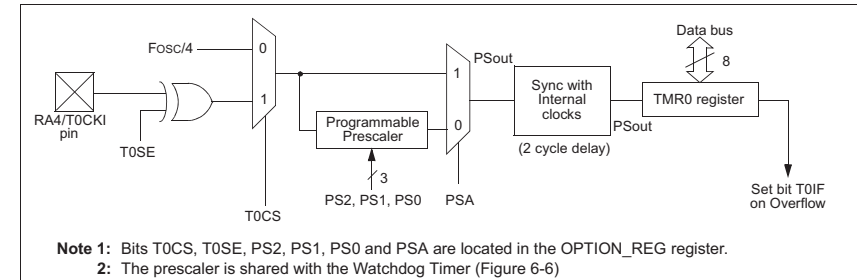 Data bus
FOSC/4
0
8
PSout
1
Sync with
Internal
clocks
TMR0 register
1
RA4/T0CKI
pin
Programmable
Prescaler
0
PSout
T0SE
(2 cycle delay)
3
PS2, PS1, PS0
PSA
Set bit T0IF
on Overflow
T0CS
Note 1: Bits T0CS, T0SE, PS2, PS1, PS0 and PSA are located in the OPTION_REG register.
2: The prescaler is shared with the Watchdog Timer (Figure 6-6)